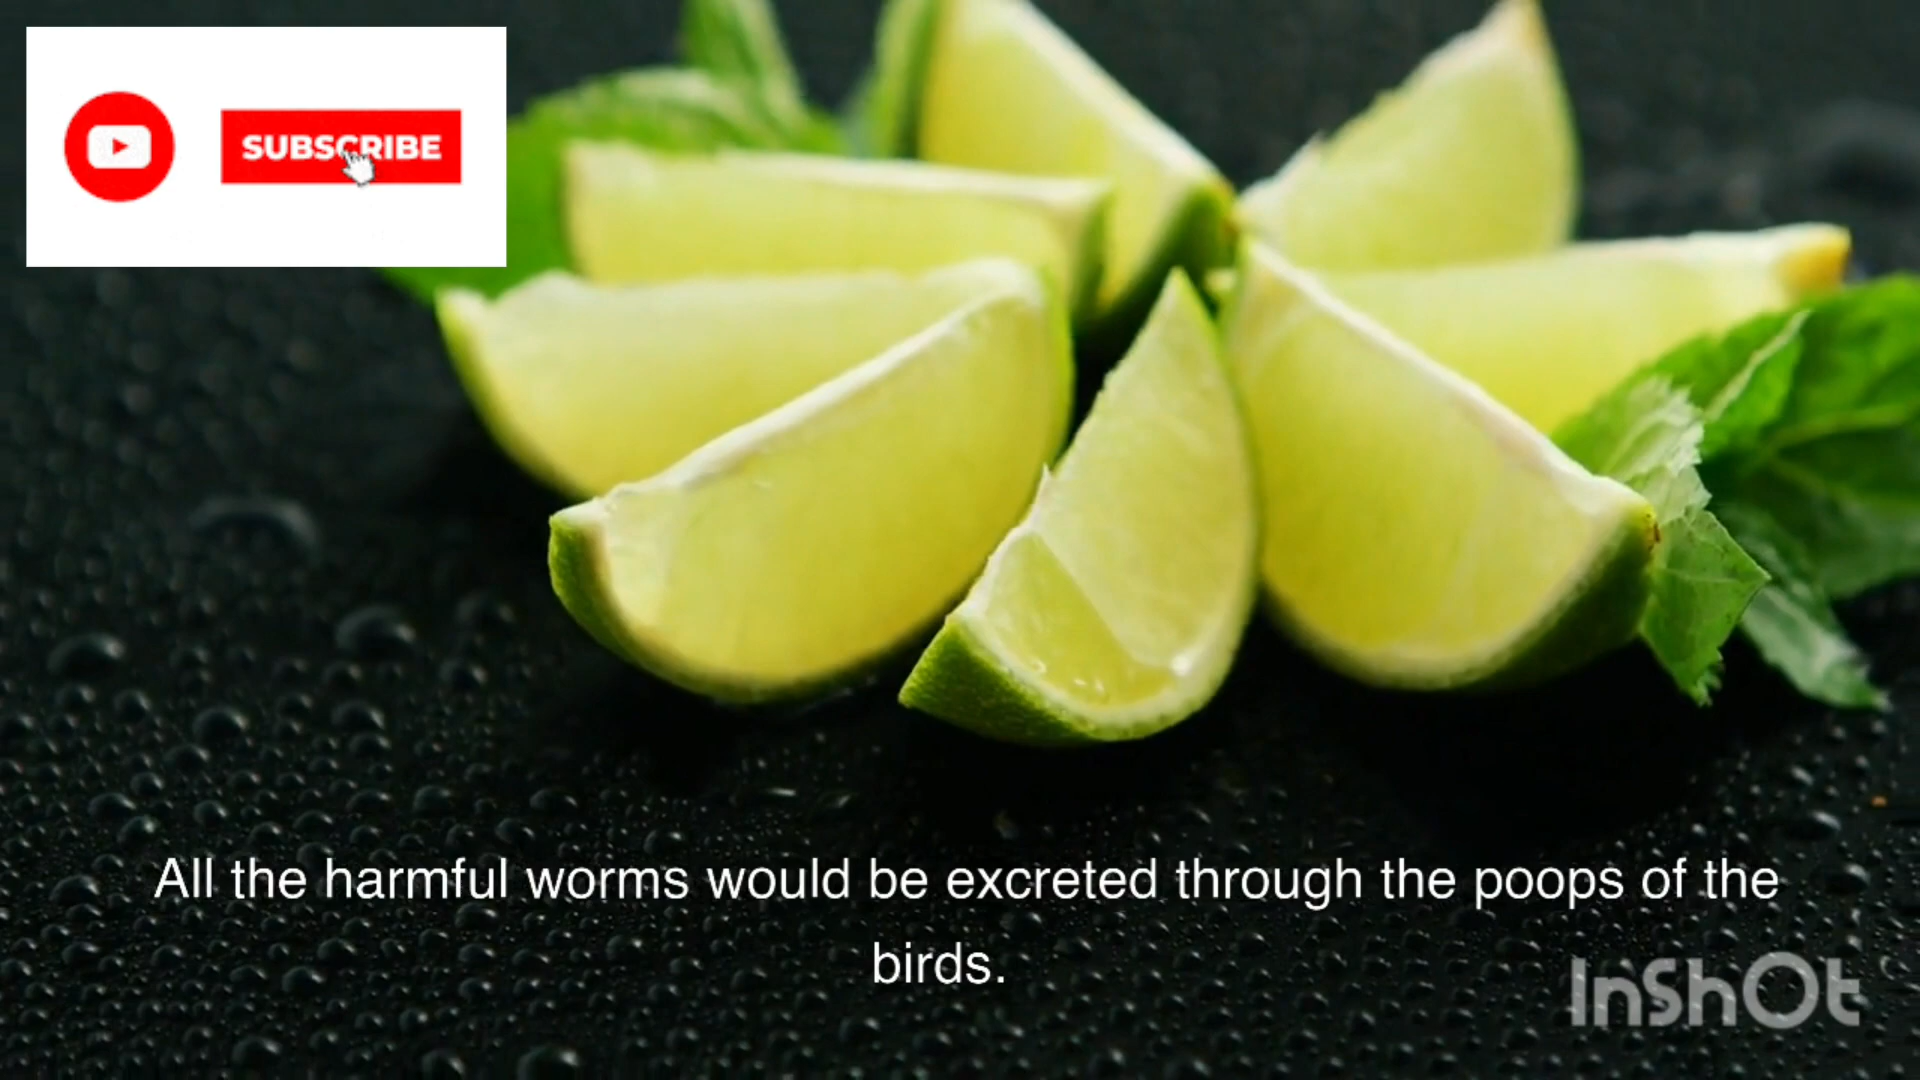 SUBSCRIBE
All the harmful worms would be excreted through the poops of the
birds.
InShOt